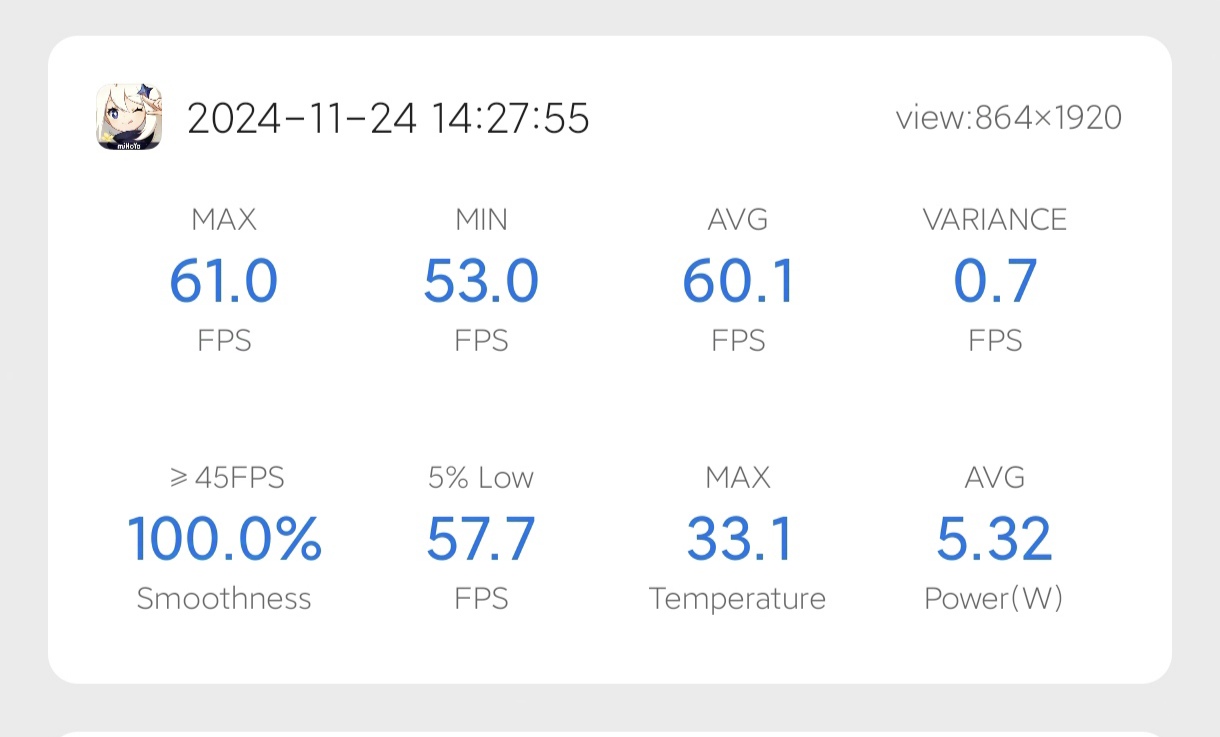 miHoYo
2024-11-24 14:27:55
view:864×1920
MAX MIN AVG VARIANCE
61.0 53.0 60.1 0.7
FPS FPS FPS FPS
≥ 45FPS 5% Low MAX AVG
100.0% 57.7 33.1 5.32
Smoothness FPS Temperature Power(W)